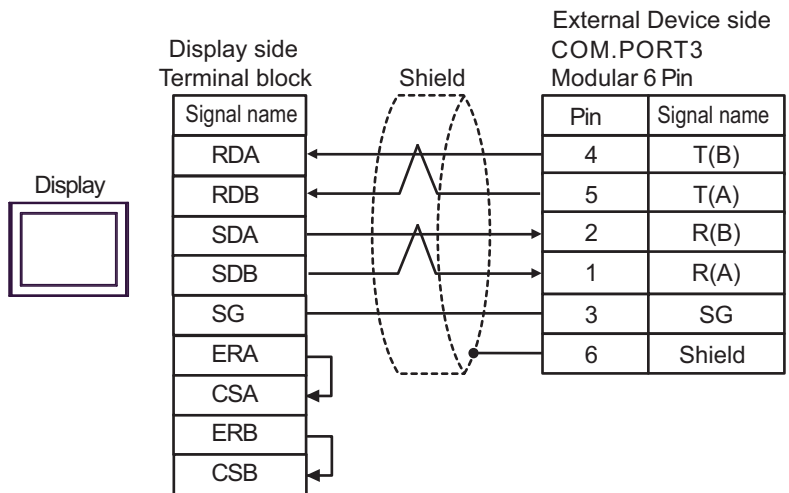 External Device side
Display side COM.PORT3
Terminal block Shield Modular 6 Pin
Signal name Pin Signal name
RDA 4 T(B)
Display RDB 5 T(A)
SDA 2 R(B)
SDB 1 R(A)
SG 3 SG
ERA 6 Shield
CSA
ERB
CSB